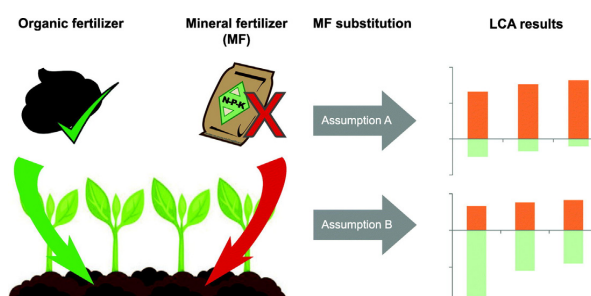 Organic fertilizer
Mineral fertilizer
(MF)
MF substitution
LCA results
N-P-K
Assumption A
Assumption B